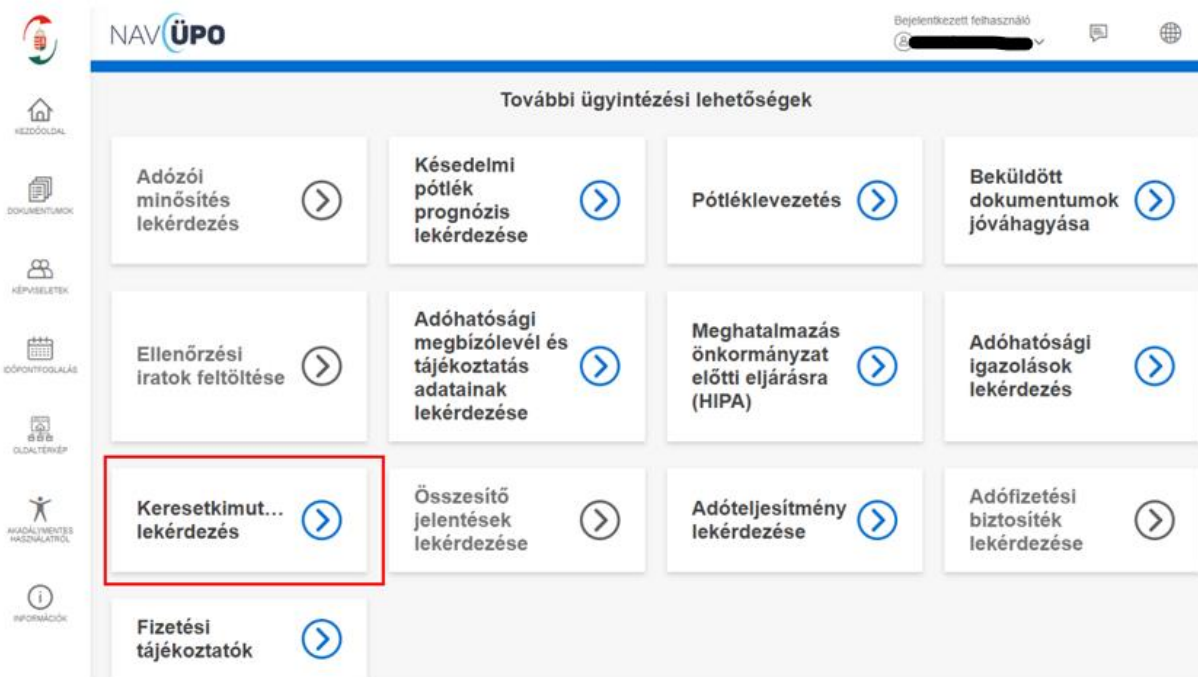 NAV ÜPO
Bejelentkezett felhasználó
További ügyintézési lehetőségek
KEZDŐOLDAL
DOKUMENTUMOK
KÉPVISELETEK
IDŐPONTFOGLALÁS
OLDALTÉRKÉP
AKADÁLYMENTES
HASZNÁLATRÓL
INFORMÁCIÓK
Adózói
minősítés
lekérdezés
Késedelmi
pótlék
prognózis
lekérdezése
Pótléklevezetés
Beküldött
dokumentumok
jóváhagyása
Ellenőrzési
iratok feltöltése
Adóhatósági
megbízólevél és
tájékoztatás
adatainak
lekérdezése
Meghatalmazás
önkormányzat
előtti eljárásra
(HIPA)
Adóhatósági
igazolások
lekérdezés
Keresetkimut...
lekérdezés
Összesítő
jelentések
lekérdezése
Adóteljesítmény
lekérdezése
Adófizetési
biztosíték
lekérdezése
Fizetési
tájékoztatók